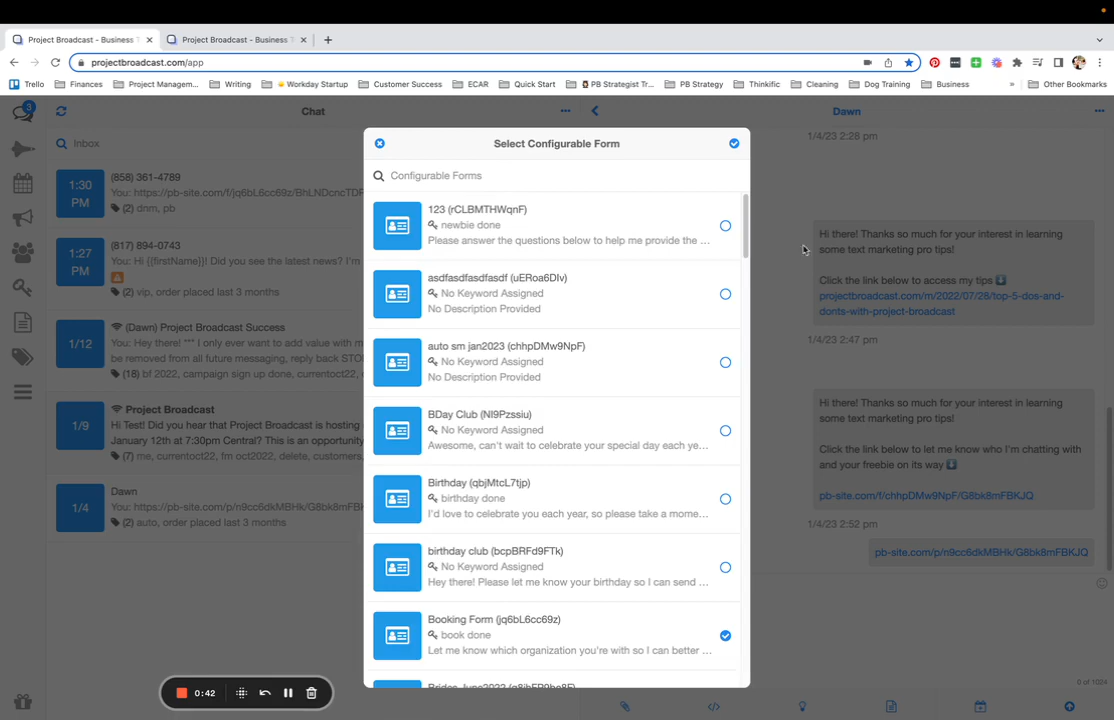 Project Broadcast - Business T
Project Broadcast - Business T
projectbroadcast.com/app
Trello
Finances
Project Managem...
Writing
Workday Startup
Customer Success
ECAR
Quick Start
PB Strategist Tr...
PB Strategy
Thinkific
Cleaning
Dog Training
Business
»
Other Bookmarks
3
Chat
Inbox
1:30
PM
(858) 361-4789
You: https://pb-site.com/f/jq6bL6cc69z/BhLNDcncTDF
(2) dnm, pb
1:27
PM
(817) 894-0743
You: Hi {{firstName}}! Did you see the latest news? I'm
(2) vip, order placed last 3 months
1/12
(Dawn) Project Broadcast Success
You: Hey there! *** I only ever want to add value with m
be removed from all future messaging, reply back STO
(18) bf 2022, campaign sign up done, currentoct22,
1/9
Project Broadcast
Hi Test! Did you hear that Project Broadcast is hosting
January 12th at 7:30pm Central? This is an opportunity
(7) me, currentoct22, fm oct2022, delete, customers,
1/4
Dawn
You: https://pb-site.com/p/n9cc6dkMBHk/G8bk8mFBK
(2) auto, order placed last 3 months
Select Configurable Form
Configurable Forms
123 (rCLBMTHWqnF)
newbie done
Please answer the questions below to help me provide the ...
asdfasdfasdfasdf (uERoa6DIv)
No Keyword Assigned
No Description Provided
auto sm jan2023 (chhpDMw9NpF)
No Keyword Assigned
No Description Provided
BDay Club (NI9Pzssiu)
No Keyword Assigned
Awesome, can't wait to celebrate your special day each ye...
Birthday (qbjMtcL7tjp)
birthday done
I'd love to celebrate you each year, so please take a mome...
birthday club (bcpBRFd9FTk)
No Keyword Assigned
Hey there! Please let me know your birthday so I can send ...
Booking Form (jq6bL6cc69z)
book done
Let me know which organization you're with so I can better ...
Dawn
1/4/23 2:28 pm
Hi there! Thanks so much for your interest in learning
some text marketing pro tips!
Click the link below to access my tips
projectbroadcast.com/m/2022/07/28/top-5-dos-and-
donts-with-project-broadcast
1/4/23 2:47 pm
Hi there! Thanks so much for your interest in learning
some text marketing pro tips!
Click the link below to let me know who I'm chatting with
and your freebie on its way
pb-site.com/f/chhpDMw9NpF/G8bk8mFBKJQ
1/4/23 2:52 pm
pb-site.com/p/n9cc6dkMBHk/G8bk8mFBKJQ
0 of 1024
0:42